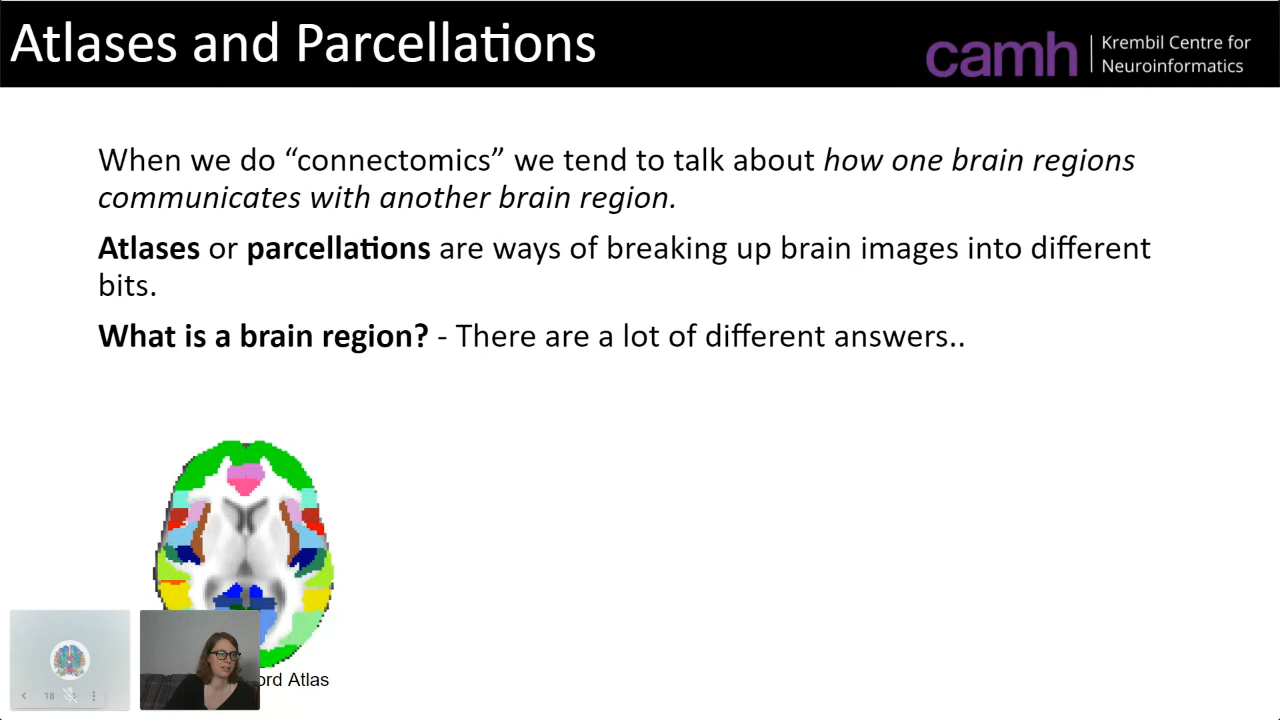 Atlases and Parcellations
camh
Krembil Centre for
Neuroinformatics
When we do “connectomics” we tend to talk about how one brain regions
communicates with another brain region.
Atlases or parcellations are ways of breaking up brain images into different
bits.
What is a brain region? - There are a lot of different answers..
Atlas
18